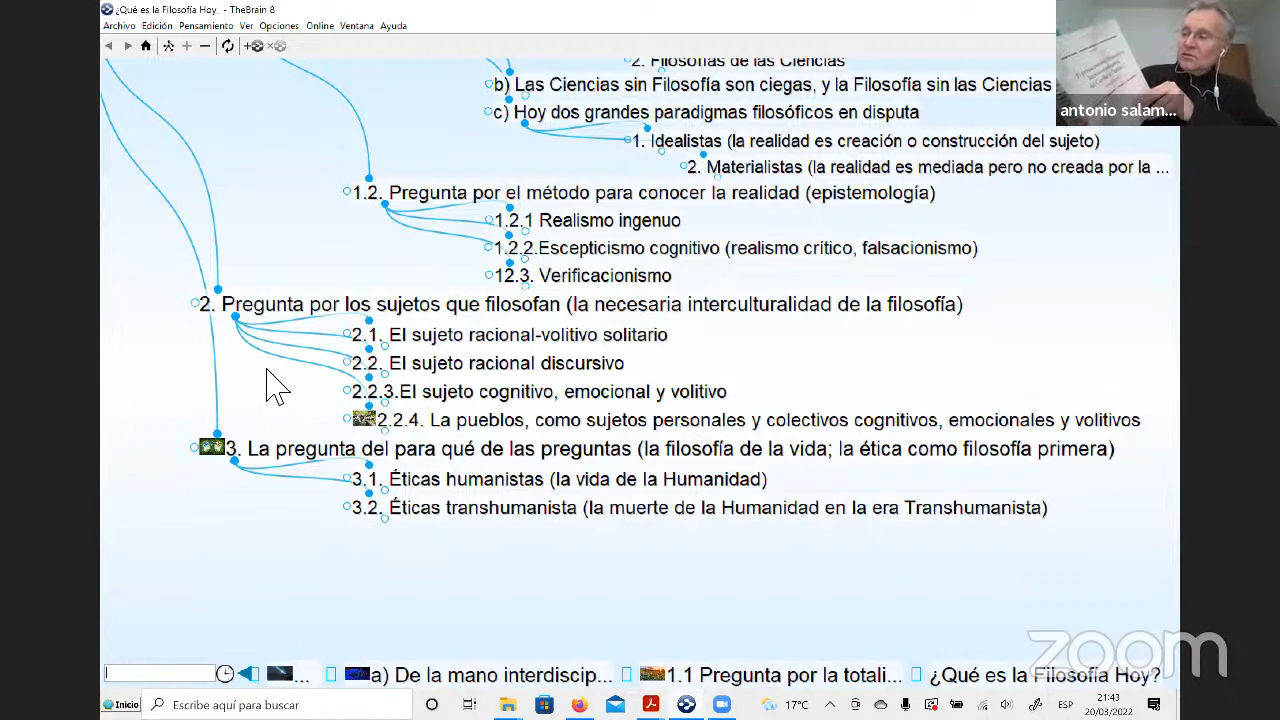 ¿Qué es la Filosofía Hoy_ - TheBrain 8
Archivo Edición Pensamiento Ver Opciones Online Ventana Ayuda
2. Filosofías de las Ciencias
b) Las Ciencias sin Filosofía son ciegas, y la Filosofía sin las Ciencias
c) Hoy dos grandes paradigmas filosóficos en disputa
1. Idealistas (la realidad es creación o construcción del sujeto)
2. Materialistas (la realidad es mediada pero no creada por la ...
1.2. Pregunta por el método para conocer la realidad (epistemología)
1.2.1 Realismo ingenuo
1.2.2.Escepticismo cognitivo (realismo crítico, falsacionismo)
12.3. Verificacionismo
2. Pregunta por los sujetos que filosofan (la necesaria interculturalidad de la filosofía)
2.1. El sujeto racional-volitivo solitario
2.2. El sujeto racional discursivo
2.2.3.El sujeto cognitivo, emocional y volitivo
2.2.4. La pueblos, como sujetos personales y colectivos cognitivos, emocionales y volitivos
3. La pregunta del para qué de las preguntas (la filosofía de la vida; la ética como filosofía primera)
3.1. Éticas humanistas (la vida de la Humanidad)
3.2. Éticas transhumanista (la muerte de la Humanidad en la era Transhumanista)
antonio salam...
zoom
... a) De la mano interdiscip... 1.1 Pregunta por la totali... ¿Qué es la Filosofía Hoy?
Inicio Escribe aquí para buscar 17°C ESP 21:43
20/03/2022